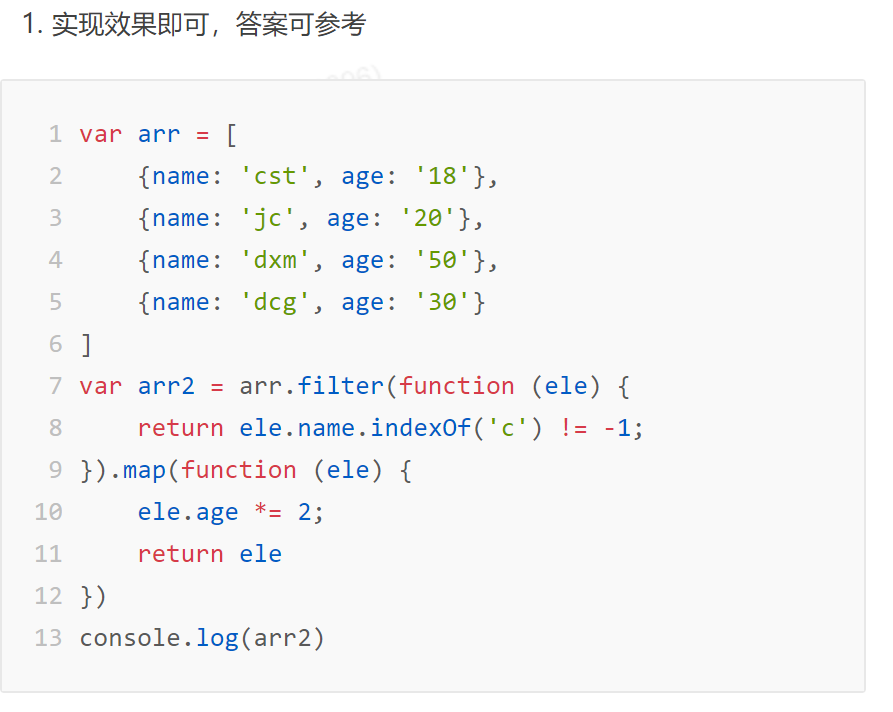 1. 实现效果即可，答案可参考
1 var arr = [
2     {name: 'cst', age: '18'},
3     {name: 'jc', age: '20'},
4     {name: 'dxm', age: '50'},
5     {name: 'dcg', age: '30'}
6 ]
7 var arr2 = arr.filter(function (ele) {
8     return ele.name.indexOf('c') != -1;
9 }).map(function (ele) {
10     ele.age *= 2;
11     return ele
12 })
13 console.log(arr2)